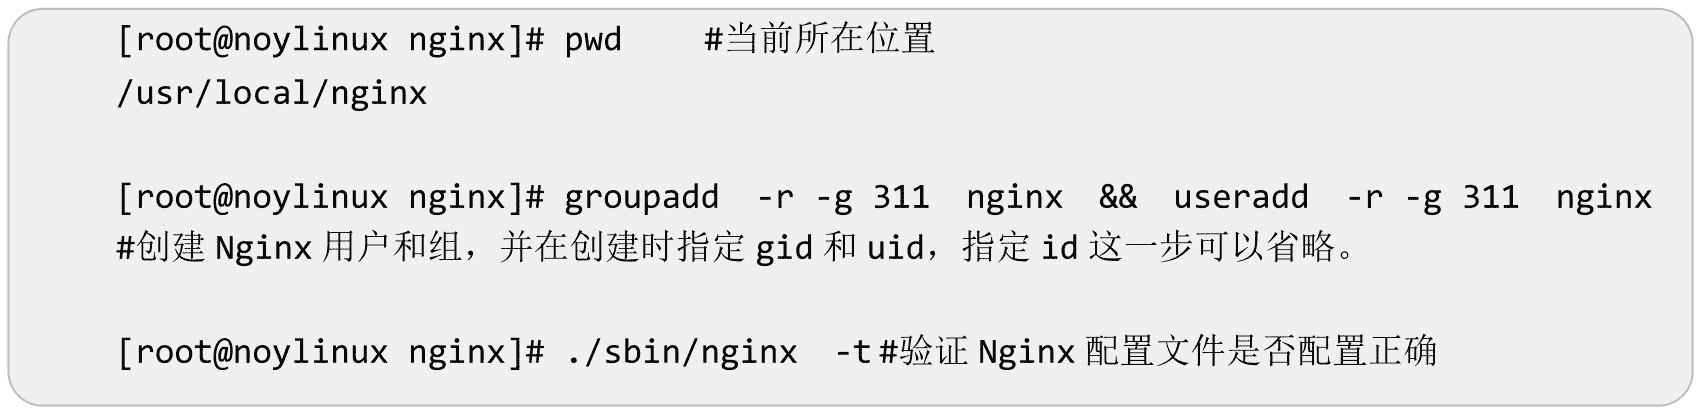 [root@noylinux nginx]# pwd    #当前所在位置
/usr/local/nginx
[root@noylinux nginx]# groupadd  -r -g 311  nginx  &&  useradd  -r -g 311  nginx
#创建 Nginx 用户和组，并在创建时指定 gid 和 uid，指定 id 这一步可以省略。
[root@noylinux nginx]# ./sbin/nginx  -t #验证 Nginx 配置文件是否配置正确